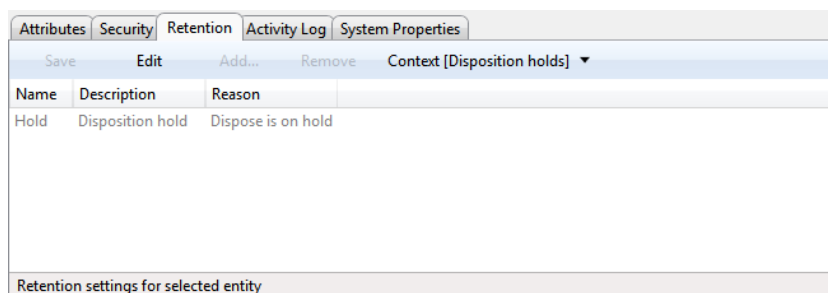 Attributes Security Retention Activity Log System Properties
Save Edit Add... Remove Context [Disposition holds]
Name Description Reason
Hold Disposition hold Dispose is on hold
Retention settings for selected entity